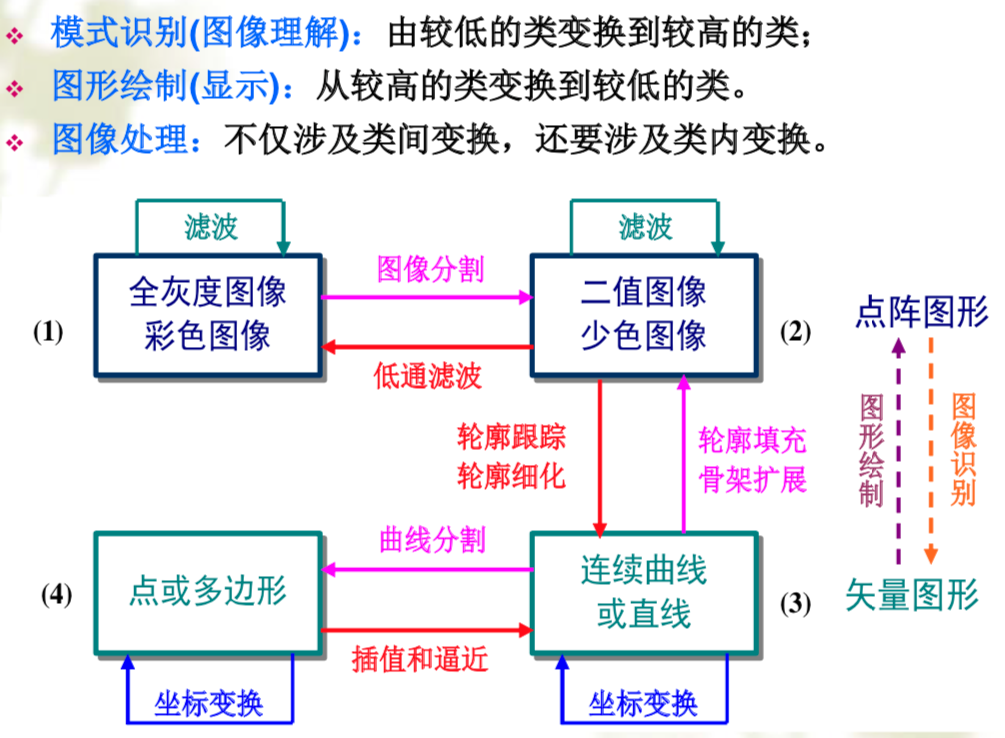 模式识别(图像理解)：由较低的类变换到较高的类；
图形绘制(显示)：从较高的类变换到较低的类。
图像处理：不仅涉及类间变换，还要涉及类内变换。
滤波
滤波
(1)
全灰度图像
彩色图像
图像分割
低通滤波
二值图像
少色图像
(2)
点阵图形
轮廓跟踪
轮廓细化
轮廓填充
骨架扩展
图形绘制
图像识别
(4)
点或多边形
曲线分割
插值和逼近
连续曲线
或直线
(3)
矢量图形
坐标变换
坐标变换